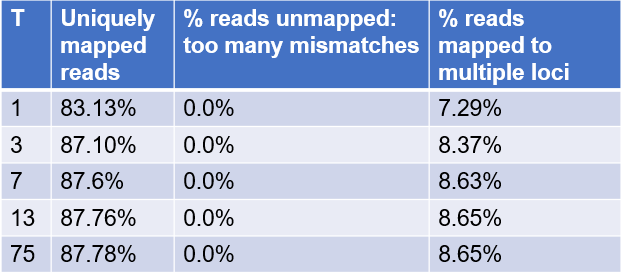 T Uniquely mapped reads % reads unmapped: too many mismatches % reads mapped to multiple loci
1 83.13% 0.0% 7.29%
3 87.10% 0.0% 8.37%
7 87.6% 0.0% 8.63%
13 87.76% 0.0% 8.65%
75 87.78% 0.0% 8.65%